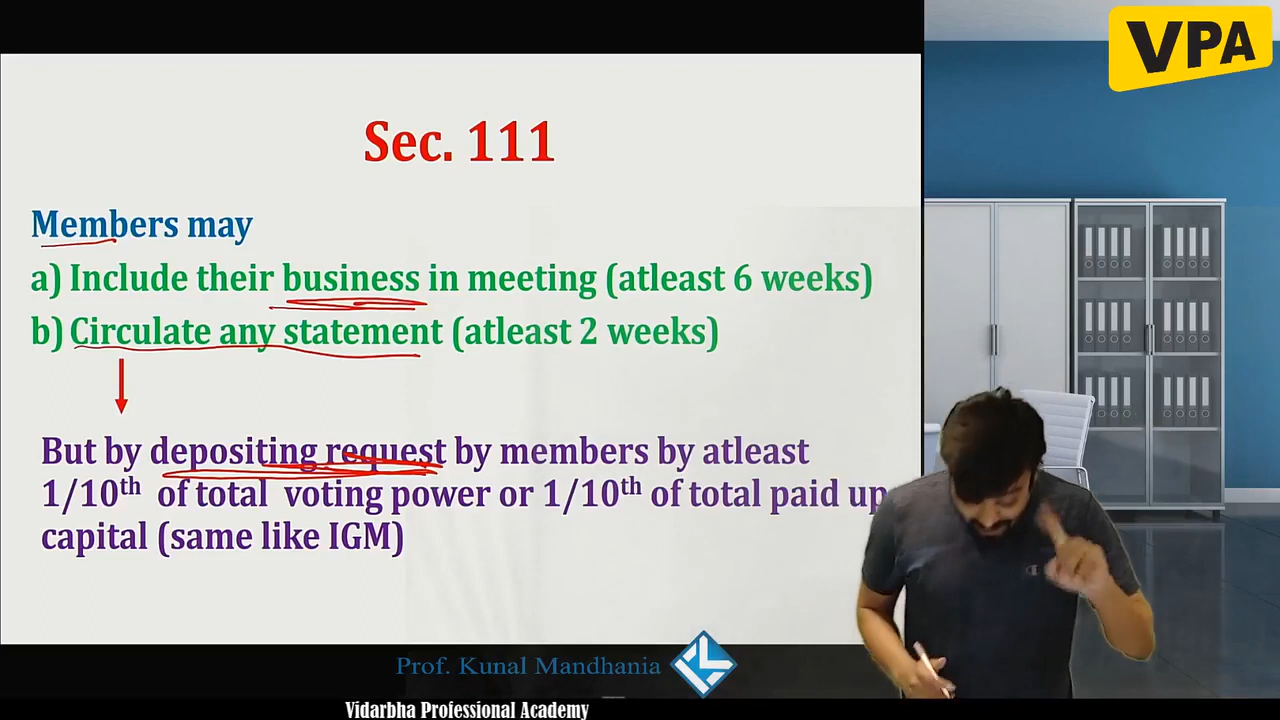 VPA
Sec. 111
Members may
a) Include their business in meeting (atleast 6 weeks)
b) Circulate any statement (atleast 2 weeks)
But by depositing request by members by atleast
1/10th of total voting power or 1/10th of total paid up
capital (same like IGM)
Prof. Kunal Mandhania
Vidarbha Professional Academy